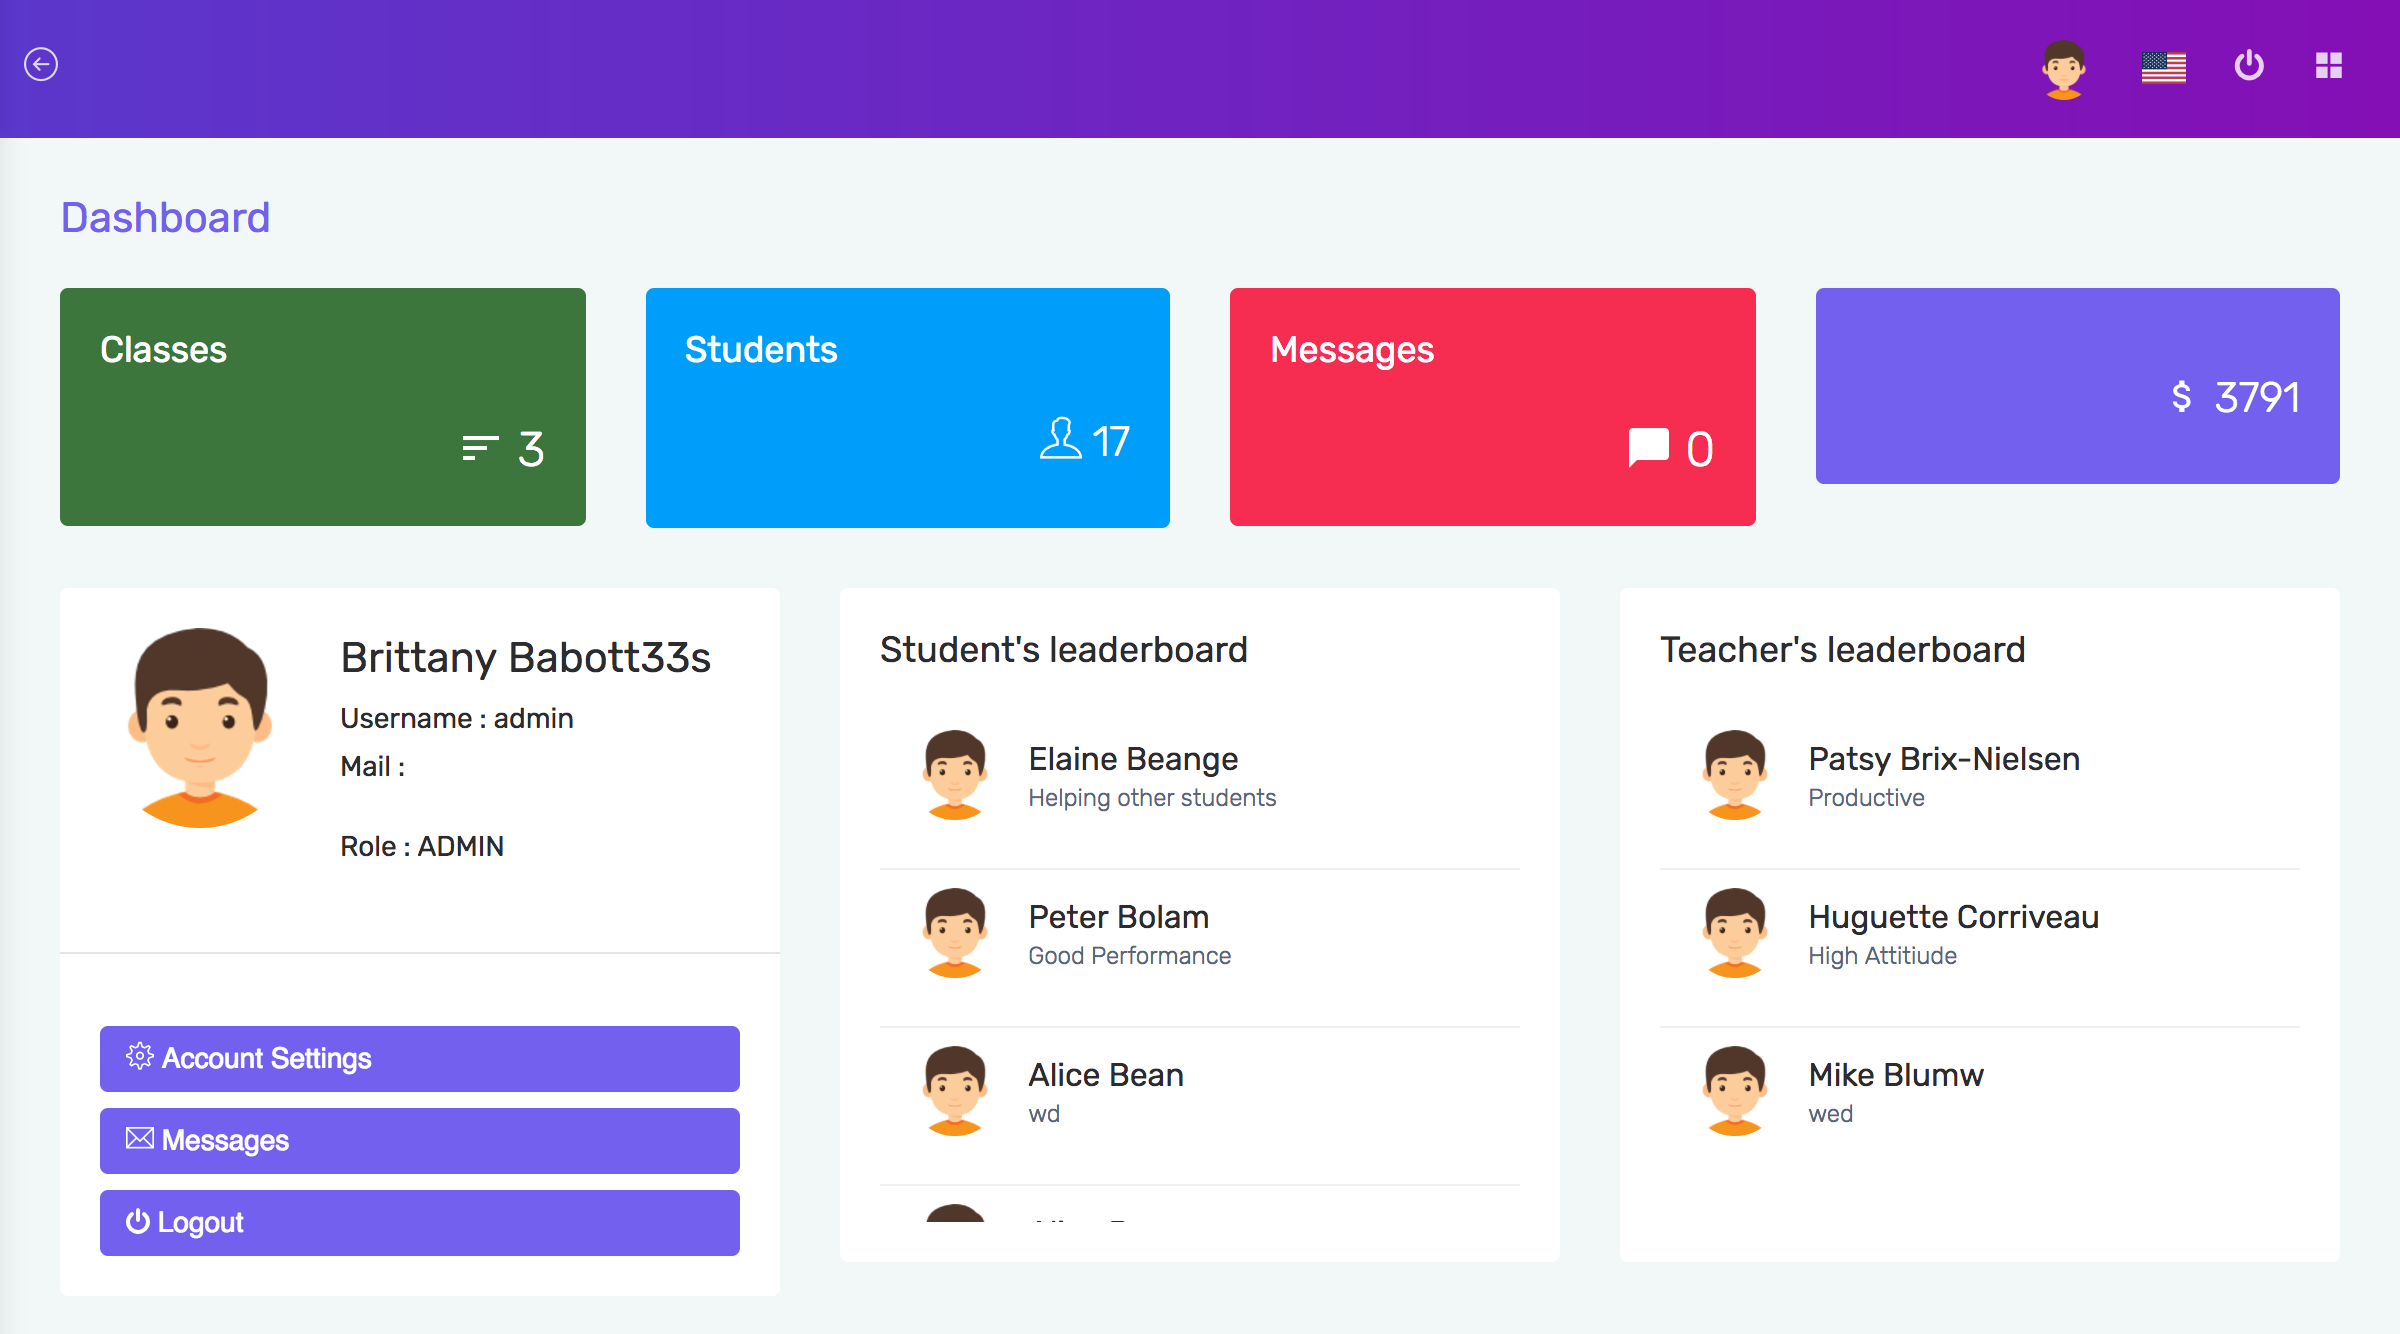 Dashboard
Classes
3
Students
17
Messages
0
$ 3791
Brittany Babott33s
Username : admin
Mail :
Role : ADMIN
Account Settings
Messages
Logout
Student's leaderboard
Elaine Beange
Helping other students
Peter Bolam
Good Performance
Alice Bean
wd
Teacher's leaderboard
Patsy Brix-Nielsen
Productive
Huguette Corriveau
High Attitiude
Mike Blumw
wed